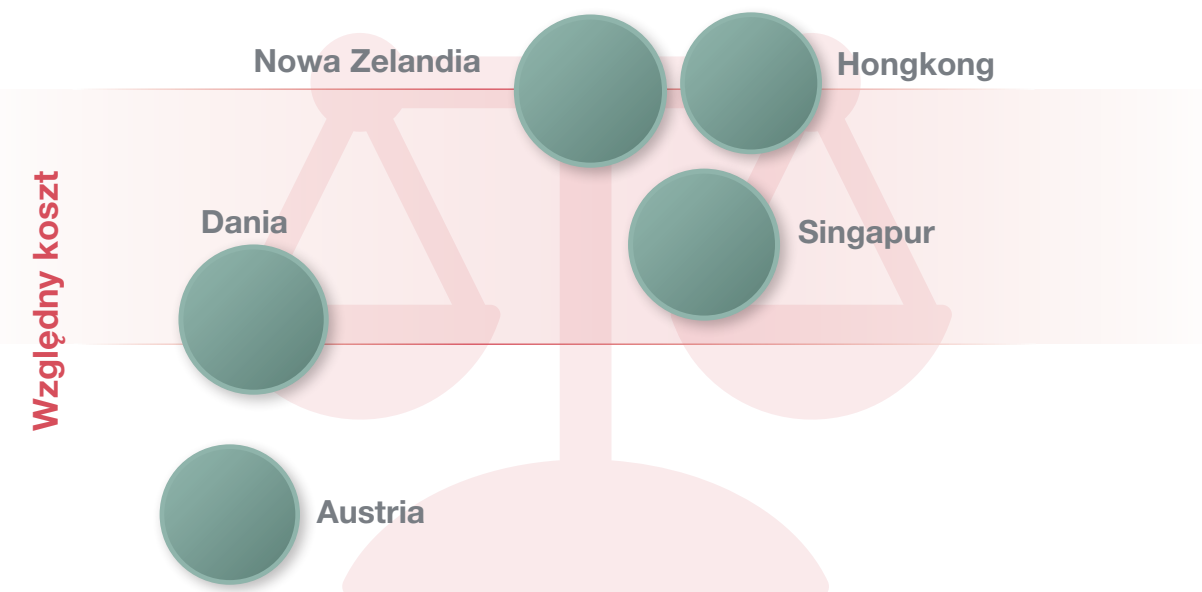 Nowa Zelandia
Hongkong
Dania
Singapur
Względny koszt
Austria